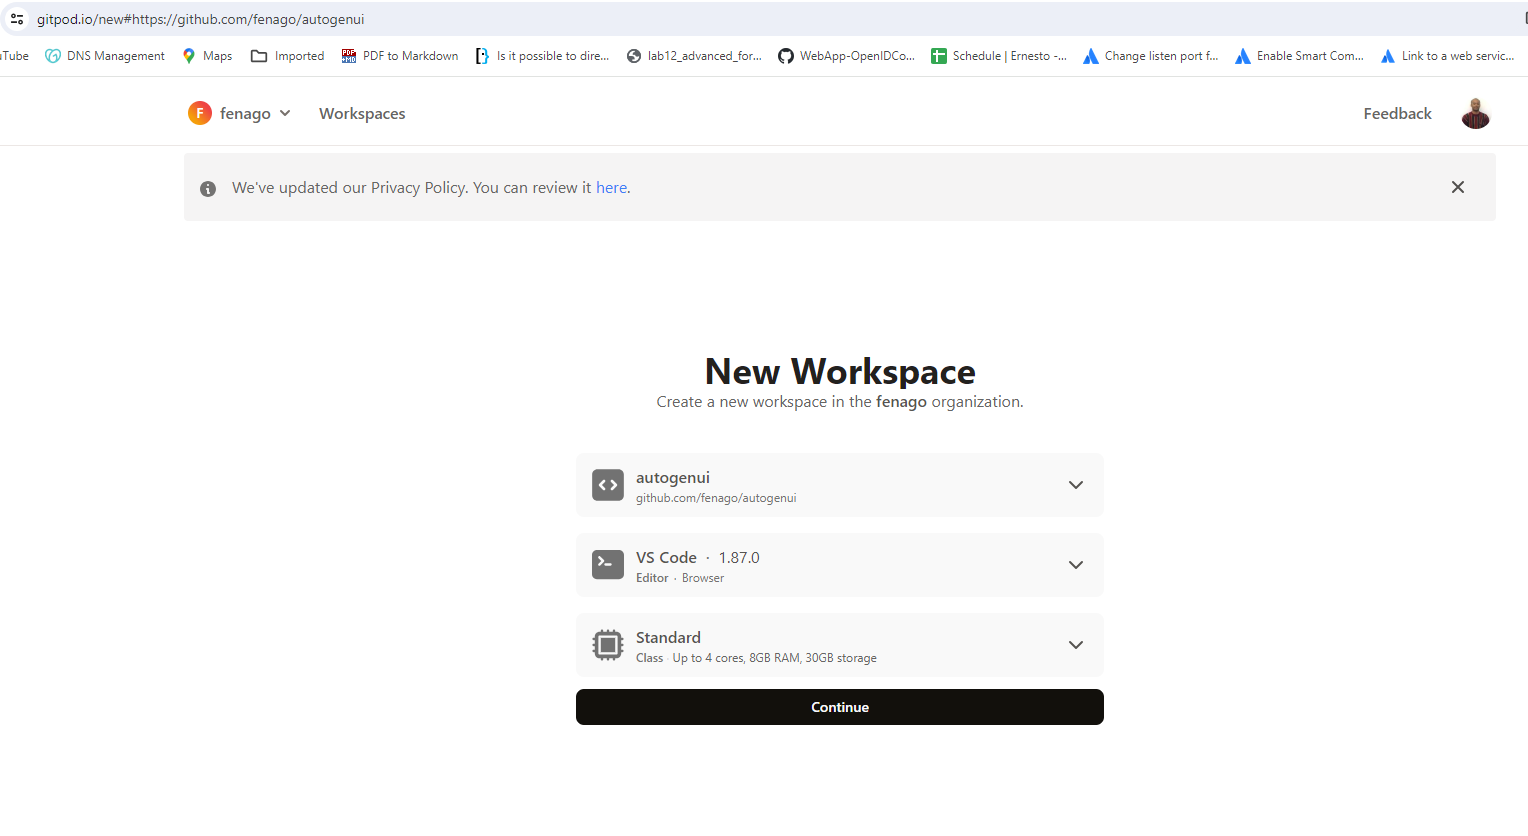 gitpod.io/new#https://github.com/fenago/autogenui
uTube DNS Management Maps Imported PDF to Markdown Is it possible to dire... lab12_advanced_for... WebApp-OpenIDCo... Schedule | Ernesto -... Change listen port f... Enable Smart Com... Link to a web servic...
F fenago Workspaces Feedback
We've updated our Privacy Policy. You can review it here.
New Workspace
Create a new workspace in the fenago organization.
autogenui
github.com/fenago/autogenui
VS Code · 1.87.0
Editor · Browser
Standard
Class · Up to 4 cores, 8GB RAM, 30GB storage
Continue